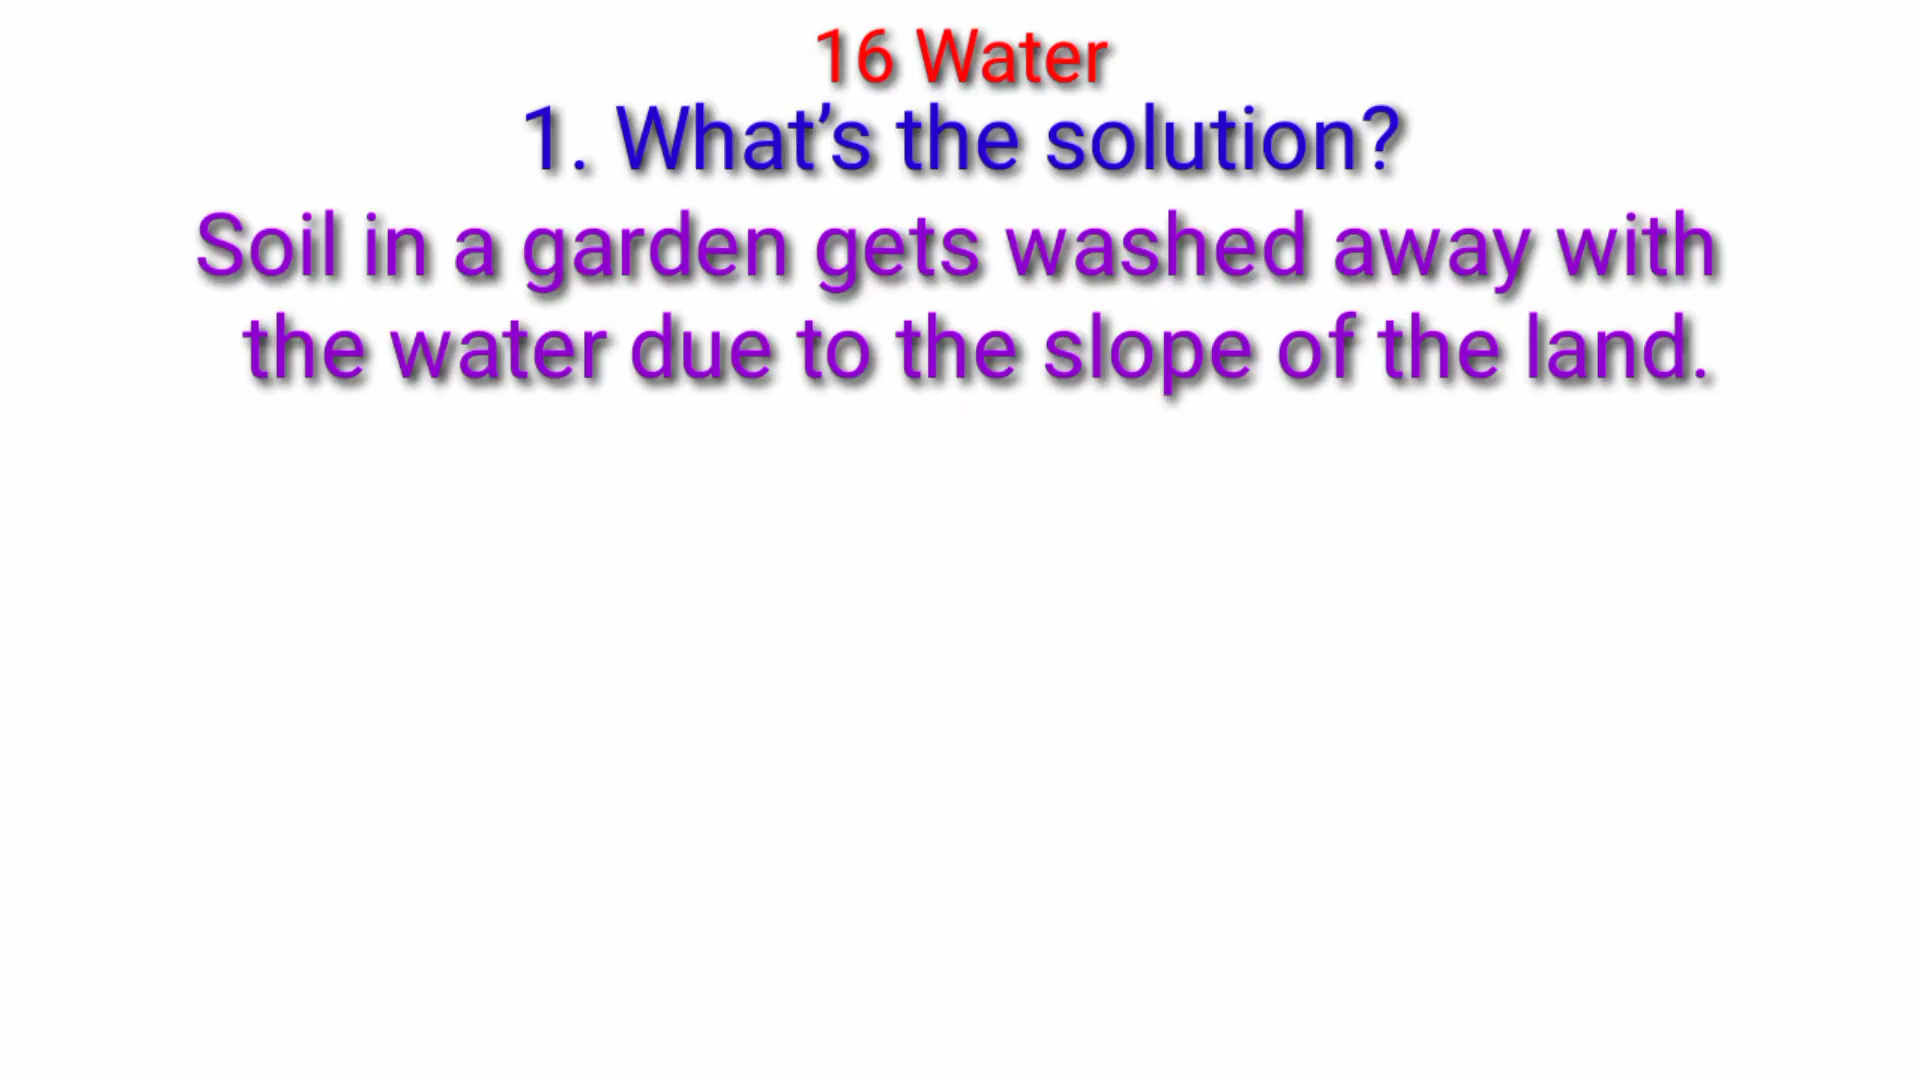 16 Water
1. What’s the solution?
Soil in a garden gets washed away with
the water due to the slope of the land.